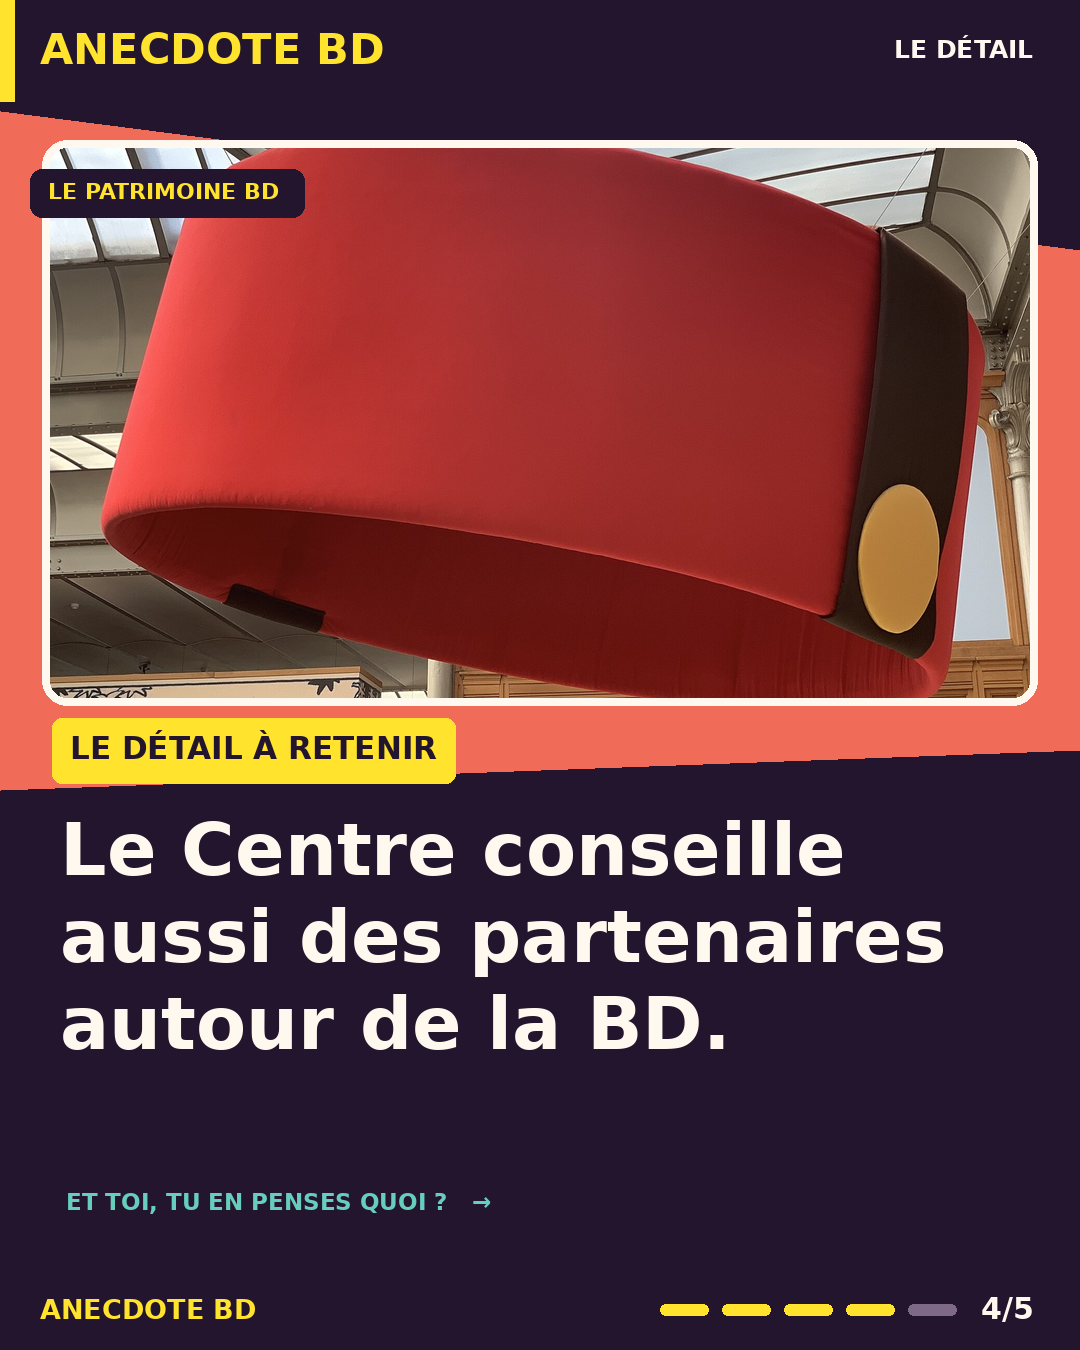 ANECDOTE BD
LE DÉTAIL
LE PATRIMOINE BD
LE DÉTAIL À RETENIR
Le Centre conseille
aussi des partenaires
autour de la BD.
ET TOI, TU EN PENSES QUOI ? →
ANECDOTE BD
4/5